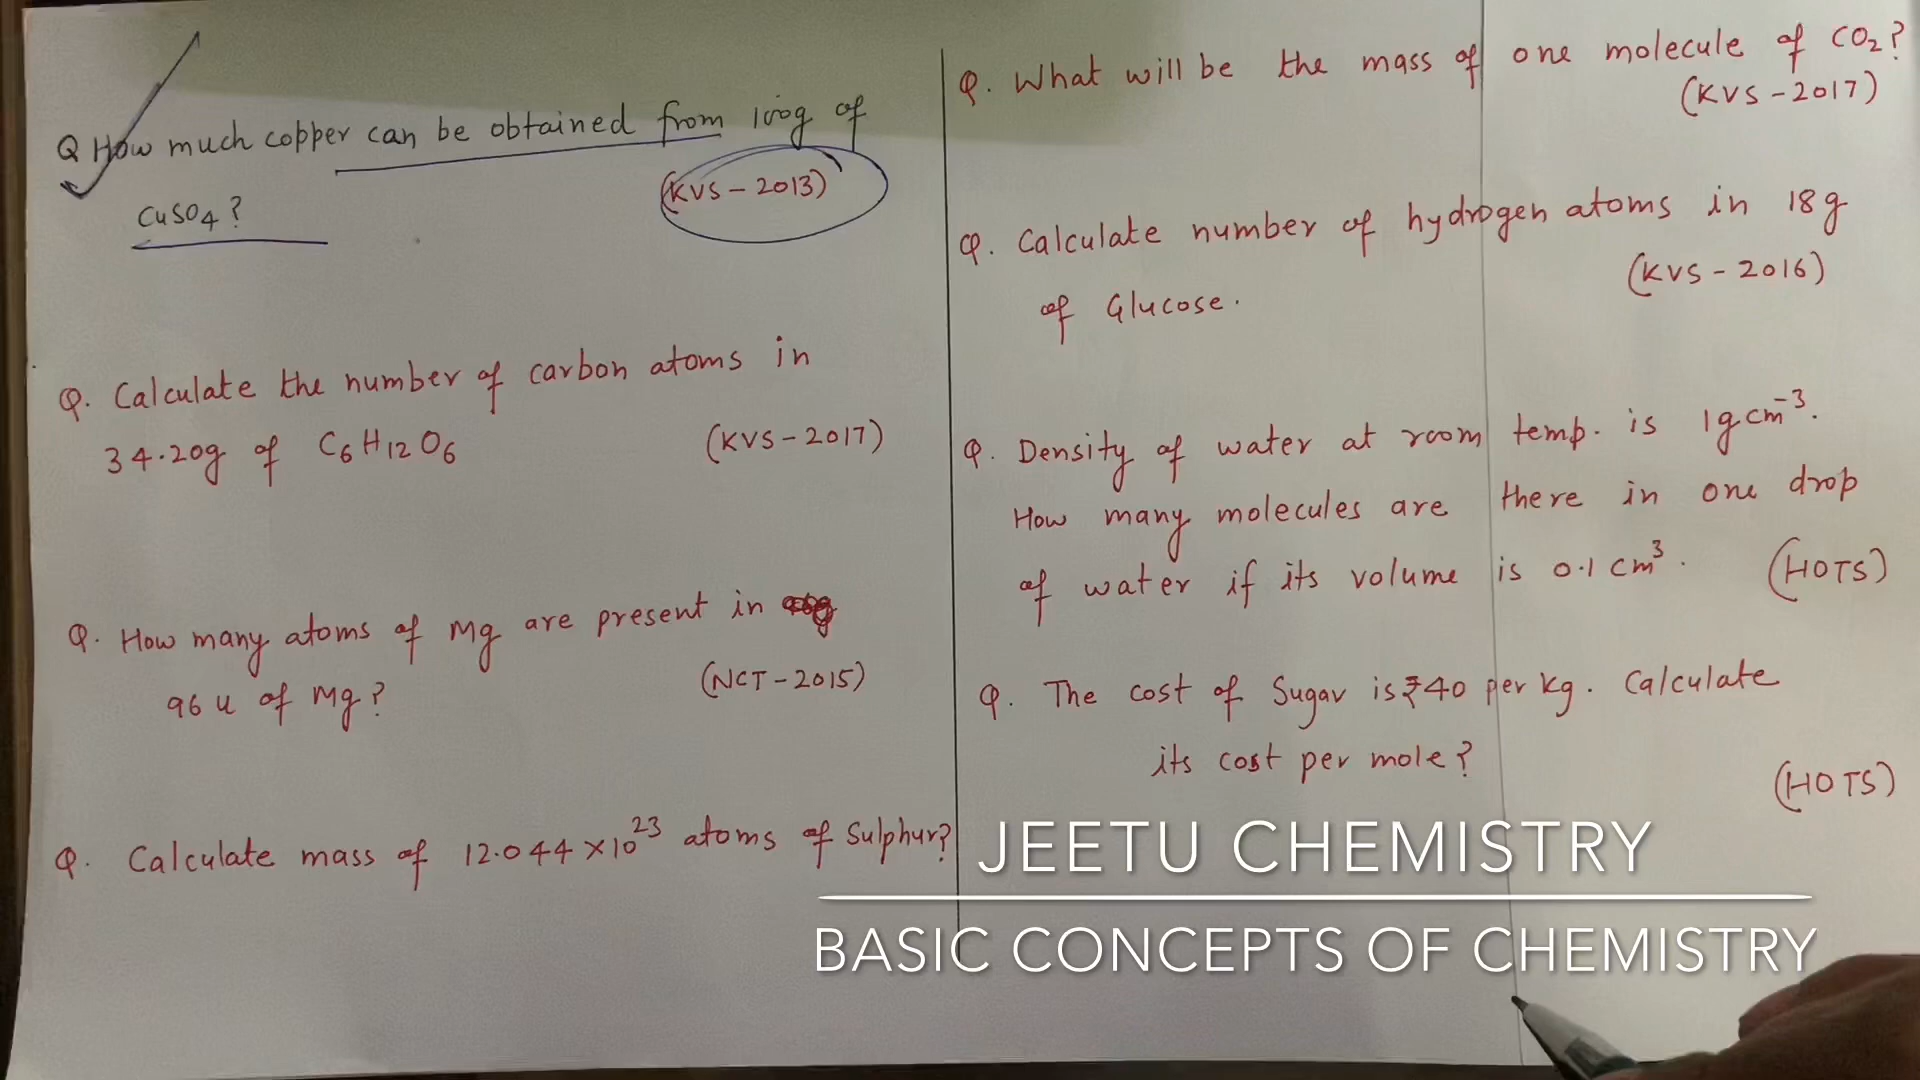 Q How much copper can be obtained from 100g of
CuSO4?
(KVS-2013)
Q. Calculate the number of carbon atoms in
34.20g of C6H12O6
(KVS-2017)
Q. How many atoms of Mg are present in
96 u of Mg?
(NCT-2015)
Q. Calculate mass of 12.044×10²³ atoms of Sulphur?
Q. What will be the mass of one molecule of CO2?
(KVS-2017)
Q. Calculate number of hydrogen atoms in 18g
of Glucose.
(KVS-2016)
Q. Density of water at room temp. is 1gcm⁻³.
How many molecules are there in one drop
of water if its volume is 0.1 cm³.
(HOTS)
Q. The cost of Sugar is ₹40 per kg. Calculate
its cost per mole?
(HOTS)
JEETU CHEMISTRY
BASIC CONCEPTS OF CHEMISTRY